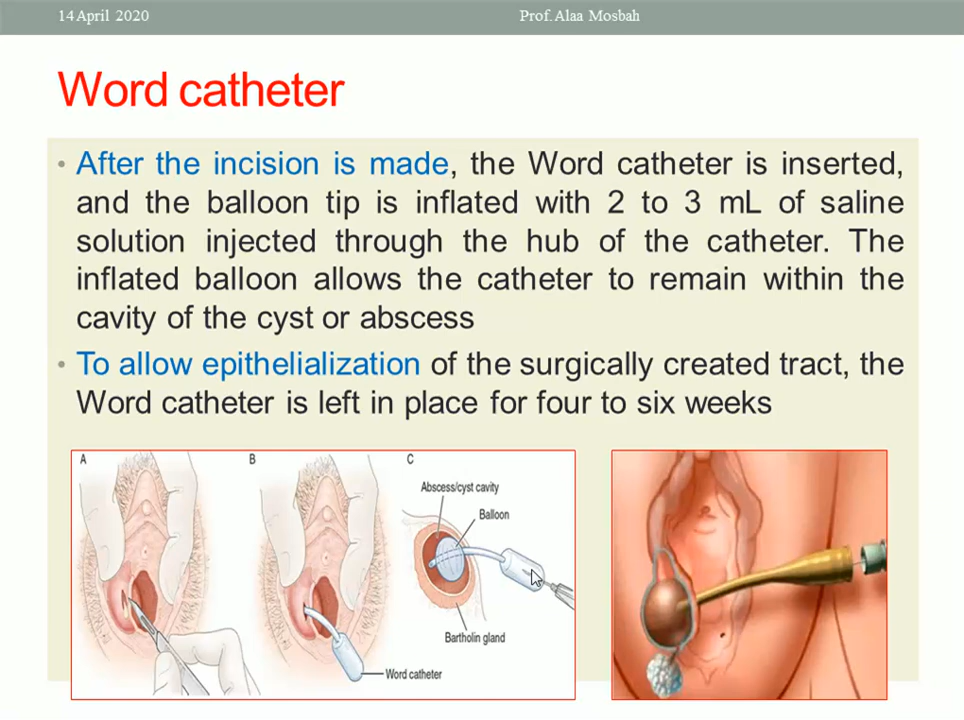 14 April 2020
Prof. Alaa Mosbah
Word catheter
• After the incision is made, the Word catheter is inserted,
and the balloon tip is inflated with 2 to 3 mL of saline
solution injected through the hub of the catheter. The
inflated balloon allows the catheter to remain within the
cavity of the cyst or abscess
• To allow epithelialization of the surgically created tract, the
Word catheter is left in place for four to six weeks
A
B
C
Abscess/cyst cavity
Balloon
Bartholin gland
Word catheter